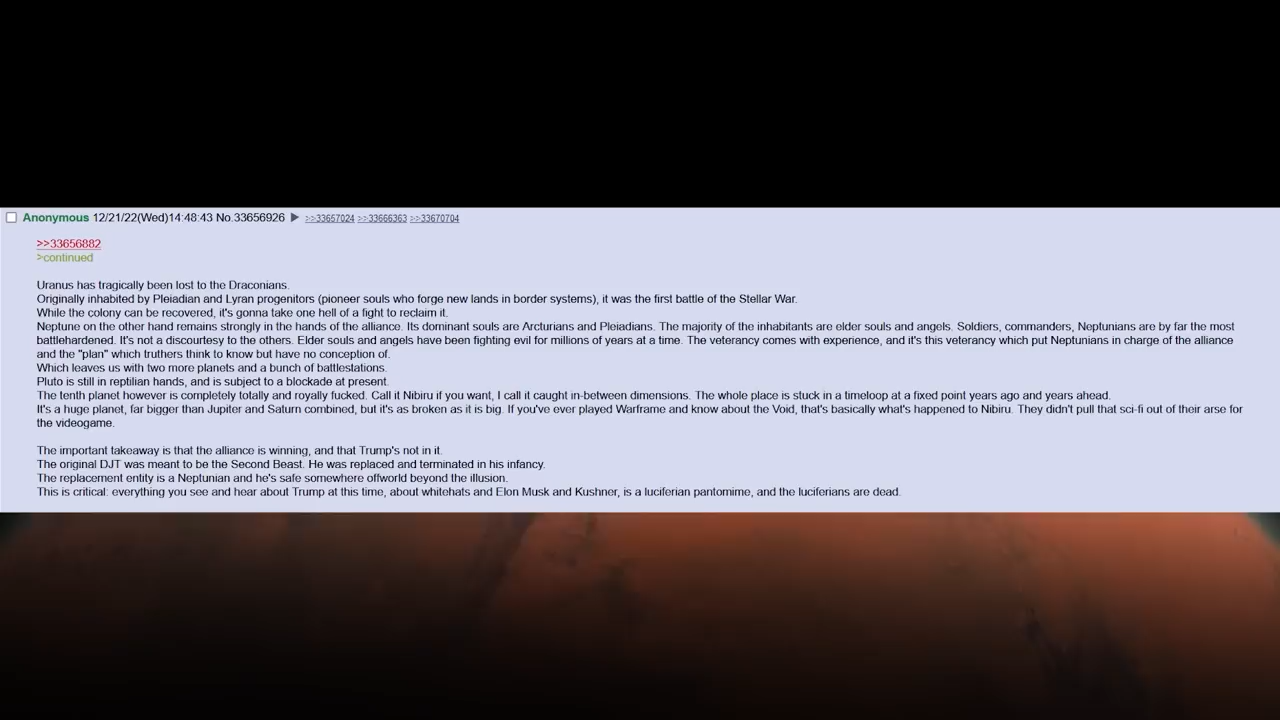 Anonymous 12/21/22(Wed)14:48:43 No.33656926 ▶ >>33657024 >>33666363 >>33670704
>>33656882
>continued
Uranus has tragically been lost to the Draconians.
Originally inhabited by Pleiadian and Lyran progenitors (pioneer souls who forge new lands in border systems), it was the first battle of the Stellar War.
While the colony can be recovered, it's gonna take one hell of a fight to reclaim it.
Neptune on the other hand remains strongly in the hands of the alliance. Its dominant souls are Arcturians and Pleiadians. The majority of the inhabitants are elder souls and angels. Soldiers, commanders, Neptunians are by far the most
battlehardened. It's not a discourtesy to the others. Elder souls and angels have been fighting evil for millions of years at a time. The veterancy comes with experience, and it's this veterancy which put Neptunians in charge of the alliance
and the "plan" which truthers think to know but have no conception of.
Which leaves us with two more planets and a bunch of battlestations.
Pluto is still in reptilian hands, and is subject to a blockade at present.
The tenth planet however is completely totally and royally fucked. Call it Nibiru if you want, I call it caught in-between dimensions. The whole place is stuck in a timeloop at a fixed point years ago and years ahead.
It's a huge planet, far bigger than Jupiter and Saturn combined, but it's as broken as it is big. If you've ever played Warframe and know about the Void, that's basically what's happened to Nibiru. They didn't pull that sci-fi out of their arse for
the videogame.
The important takeaway is that the alliance is winning, and that Trump's not in it.
The original DJT was meant to be the Second Beast. He was replaced and terminated in his infancy.
The replacement entity is a Neptunian and he's safe somewhere offworld beyond the illusion.
This is critical: everything you see and hear about Trump at this time, about whitehats and Elon Musk and Kushner, is a luciferian pantomime, and the luciferians are dead.